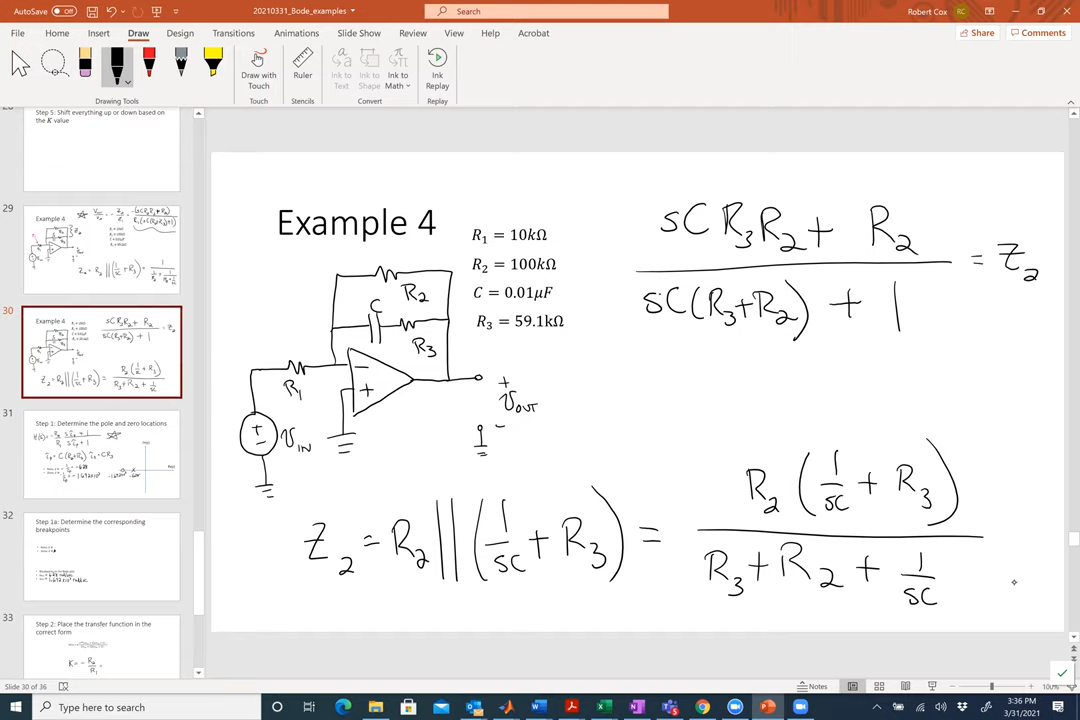 AutoSave Off
20210331_Bode_examples
Search
Robert Cox RC
File Home Insert Draw Design Transitions Animations Slide Show Review View Help Acrobat
Share Comments
Draw with Touch
Ruler
Ink to Text
Ink to Shape
Ink to Math
Ink Replay
Drawing Tools
Touch
Stencils
Convert
Replay
Step 5: Shift everything up or down based on the K value
29
Example 4
30
Example 4
31
Step 1: Determine the pole and zero locations
32
Step 1a: Determine the corresponding breakpoints
33
Step 2: Place the transfer function in the correct form
K = - R2/R1
Example 4
R1 = 10kΩ
R2 = 100kΩ
C = 0.01μF
R3 = 59.1kΩ
(sCR3R2 + R2) / (sC(R3+R2) + 1) = Z2
R2
C
R3
R1
−
+
+
VOUT
−
+
−
VIN
Z2 = R2 || (1/sC + R3) = R2 (1/sC + R3) / (R3 + R2 + 1/sC)
Slide 30 of 36
Notes
100%
Type here to search
3:36 PM
3/31/2021